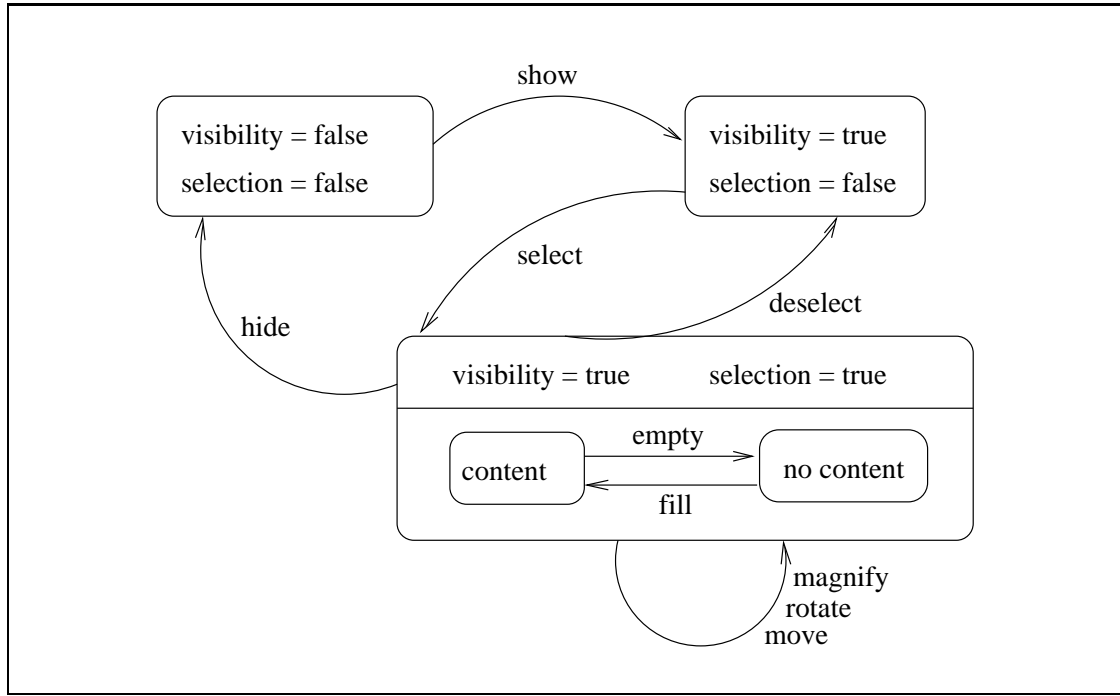 show
visibility = false
selection = false
visibility = true
selection = false
select
deselect
hide
visibility = true selection = true
empty
content
no content
fill
magnify
rotate
move